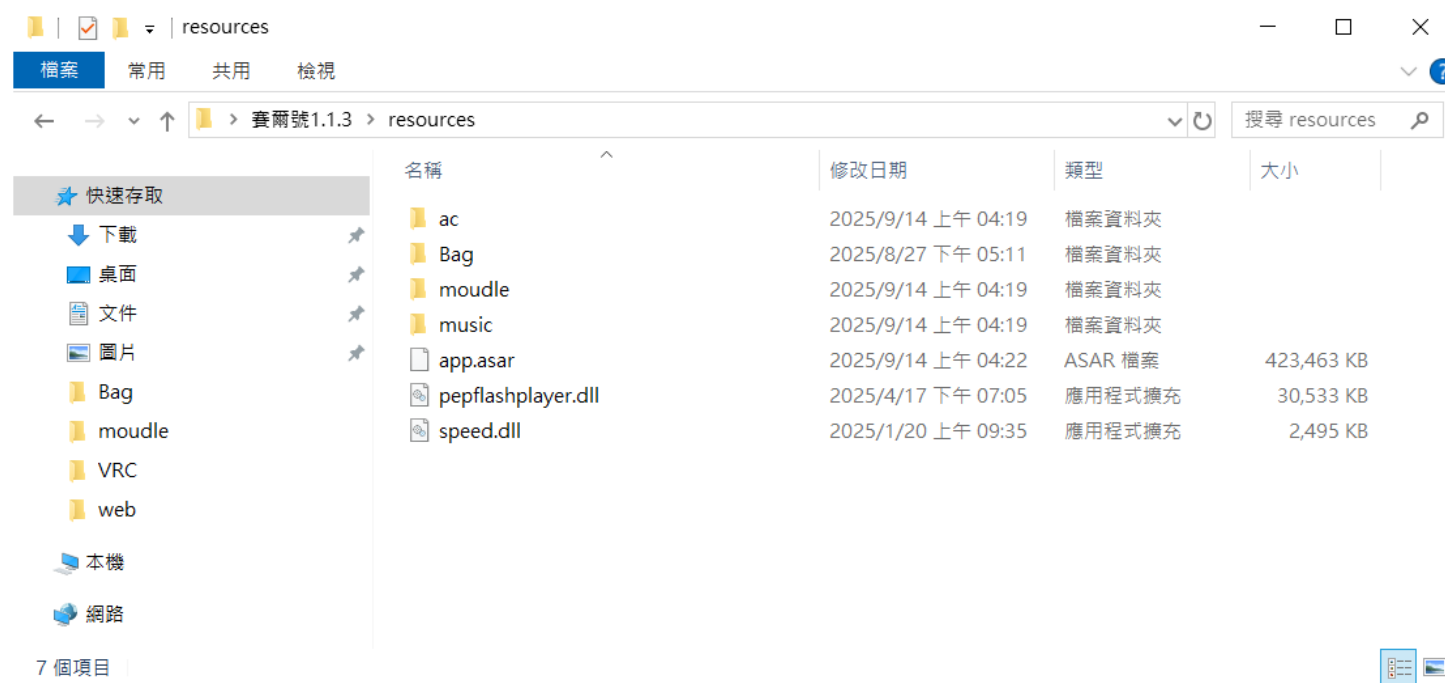 resources
檔案 常用 共用 檢視
賽爾號1.1.3 resources 搜尋 resources
名稱 修改日期 類型 大小
快速存取
下載
桌面
文件
圖片
Bag
moudle
VRC
web
本機
網路
ac 2025/9/14 上午 04:19 檔案資料夾
Bag 2025/8/27 下午 05:11 檔案資料夾
moudle 2025/9/14 上午 04:19 檔案資料夾
music 2025/9/14 上午 04:19 檔案資料夾
app.asar 2025/9/14 上午 04:22 ASAR 檔案 423,463 KB
pepflashplayer.dll 2025/4/17 下午 07:05 應用程式擴充 30,533 KB
speed.dll 2025/1/20 上午 09:35 應用程式擴充 2,495 KB
7 個項目